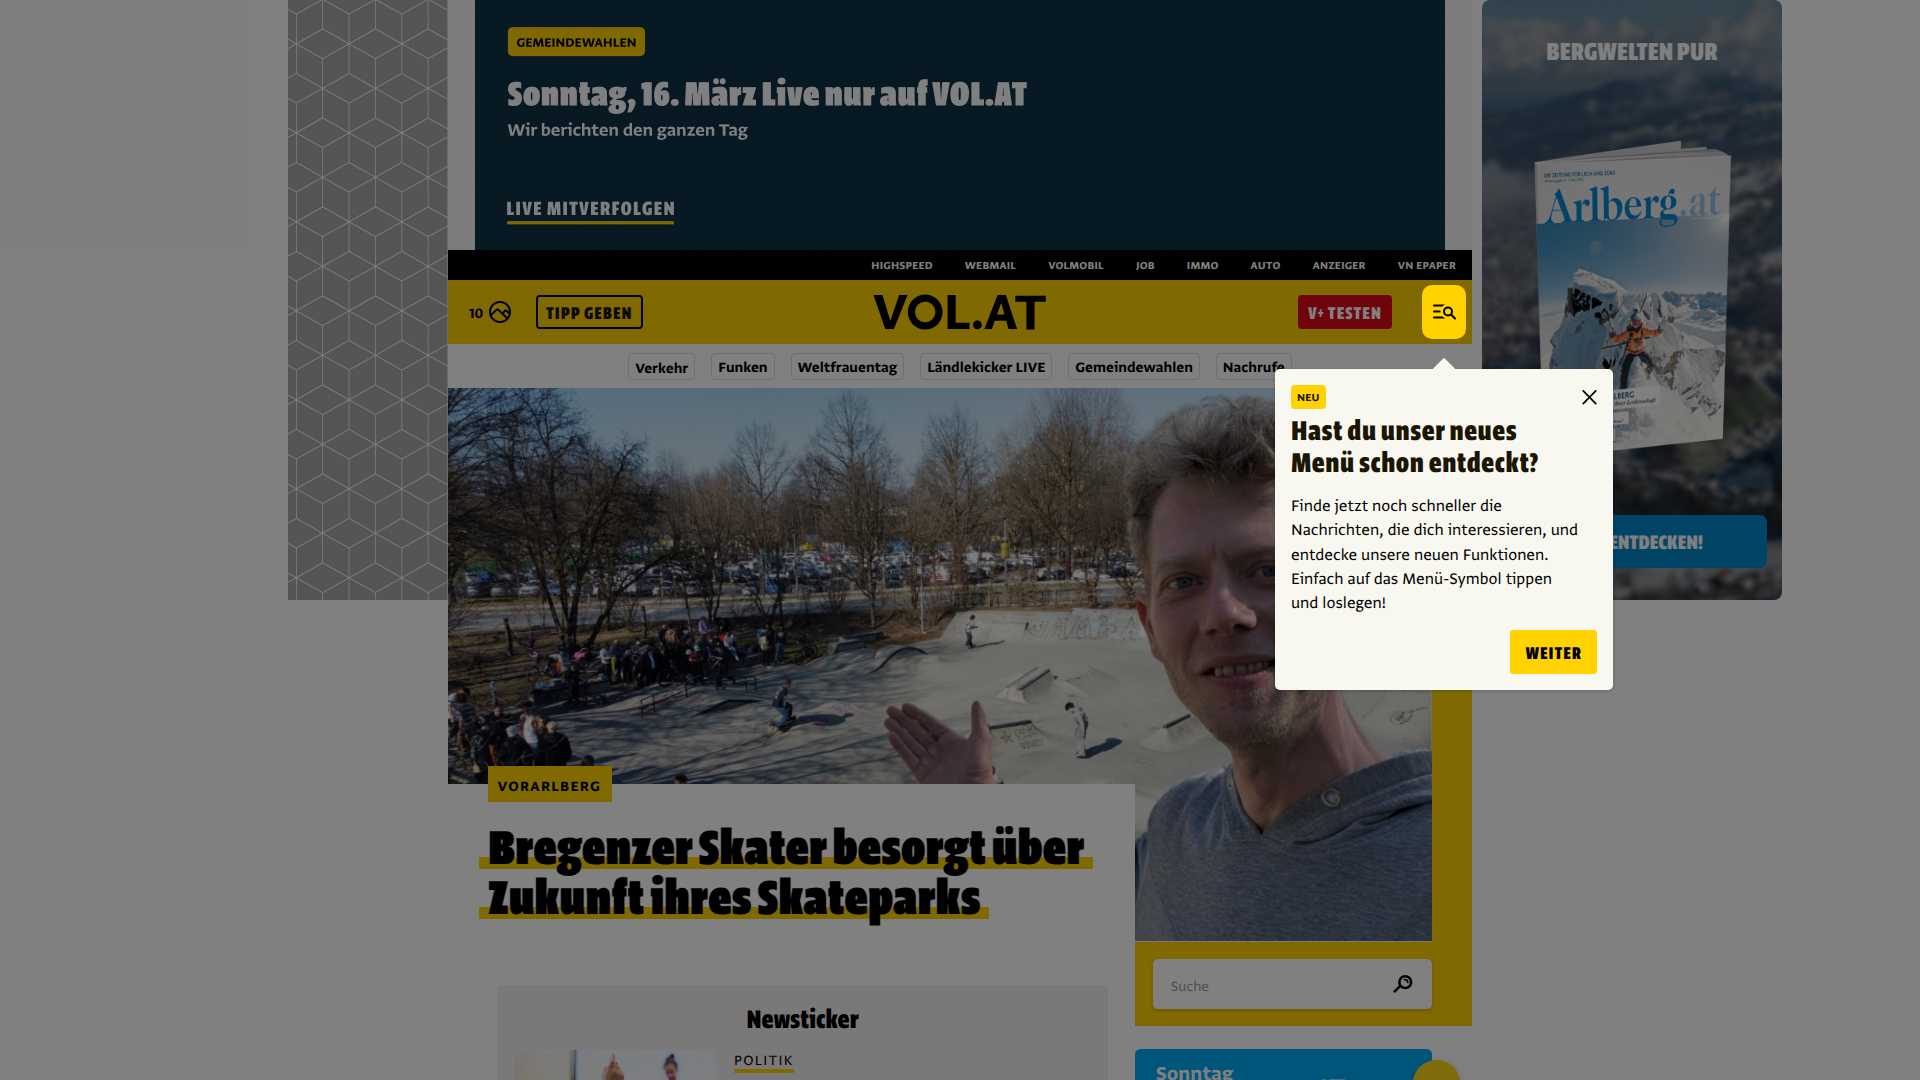 GEMEINDEWAHLEN
Sonntag, 16. März Live nur auf VOL.AT
Wir berichten den ganzen Tag
LIVE MITVERFOLGEN
BERGWELTEN PUR
Arlberg.at
ENTDECKEN!
HIGHSPEED WEBMAIL VOLMOBIL JOB IMMO AUTO ANZEIGER VN EPAPER
10 TIPP GEBEN VOL.AT V+ TESTEN
Verkehr Funken Weltfrauentag Ländlekicker LIVE Gemeindewahlen Nachrufe
NEU
Hast du unser neues
Menü schon entdeckt?
Finde jetzt noch schneller die
Nachrichten, die dich interessieren, und
entdecke unsere neuen Funktionen.
Einfach auf das Menü-Symbol tippen
und loslegen!
WEITER
VORARLBERG
Bregenzer Skater besorgt über
Zukunft ihres Skateparks
Suche
Newsticker
POLITIK
Sonntag